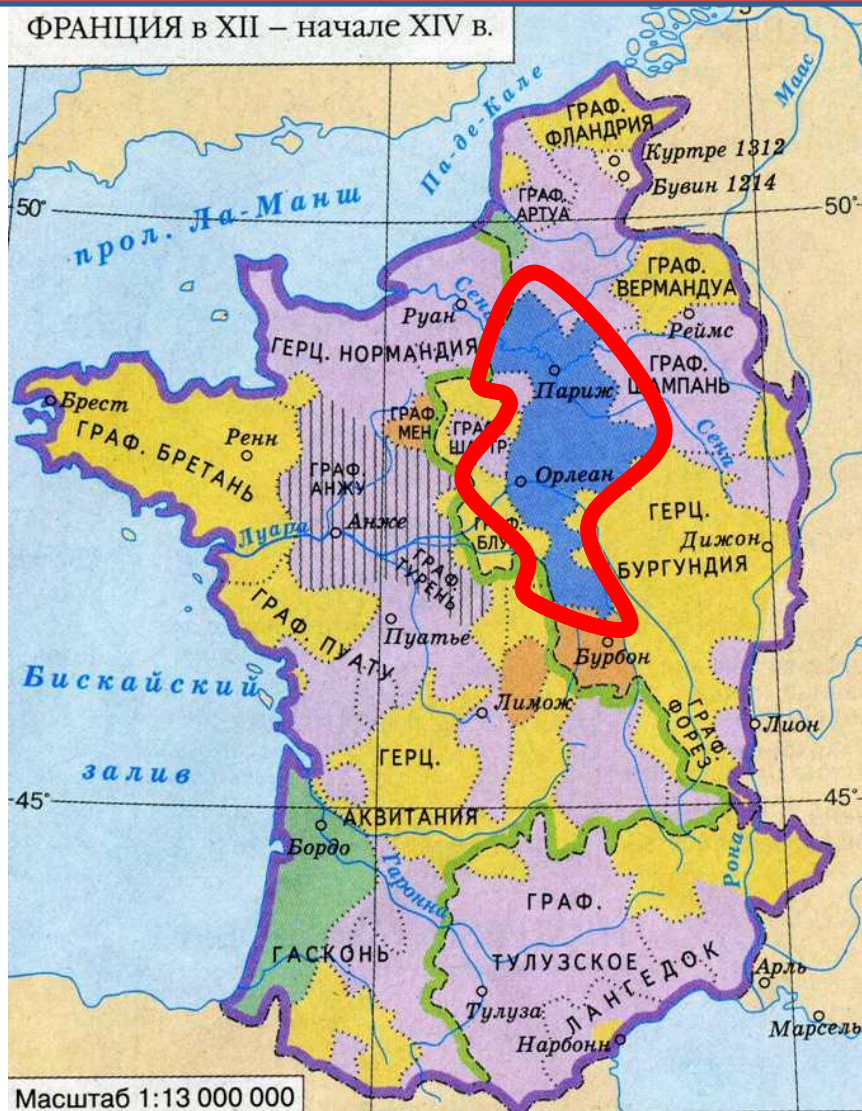 ФРАНЦИЯ в XII – начале XIV в.
Маас
Па-де-Кале
ГРАФ.
ФЛАНДРИЯ
Куртре 1312
Бувин 1214
ГРАФ.
АРТУА
50°
50°
прол. Ла-Манш
ГРАФ.
ВЕРМАНДУА
Сена
Руан
Реймс
ГЕРЦ. НОРМАНДИЯ
ГРАФ.
ШАМПАНЬ
Париж
Брест
ГРАФ.
МЕН
ГРАФ. БРЕТАНЬ
Ренн
Сена
ГРАФ.
АНЖУ
Орлеан
Луара
Анже
ГРАФ.
ТУРЕНЬ
ГЕРЦ.
БУРГУНДИЯ
Дижон
ГРАФ. ПУАТУ
Пуатье
Бурбон
Бискайский
залив
Лимож
ГРАФ.
ФОРЕЗ
Лион
ГЕРЦ.
АКВИТАНИЯ
45°
45°
Бордо
Гаронна
Рона
ГРАФ.
ТУЛУЗСКОЕ
ГАСКОНЬ
ЛАНГЕДОК
Тулуза
Арль
Нарбонн
Марсель
Масштаб 1:13 000 000